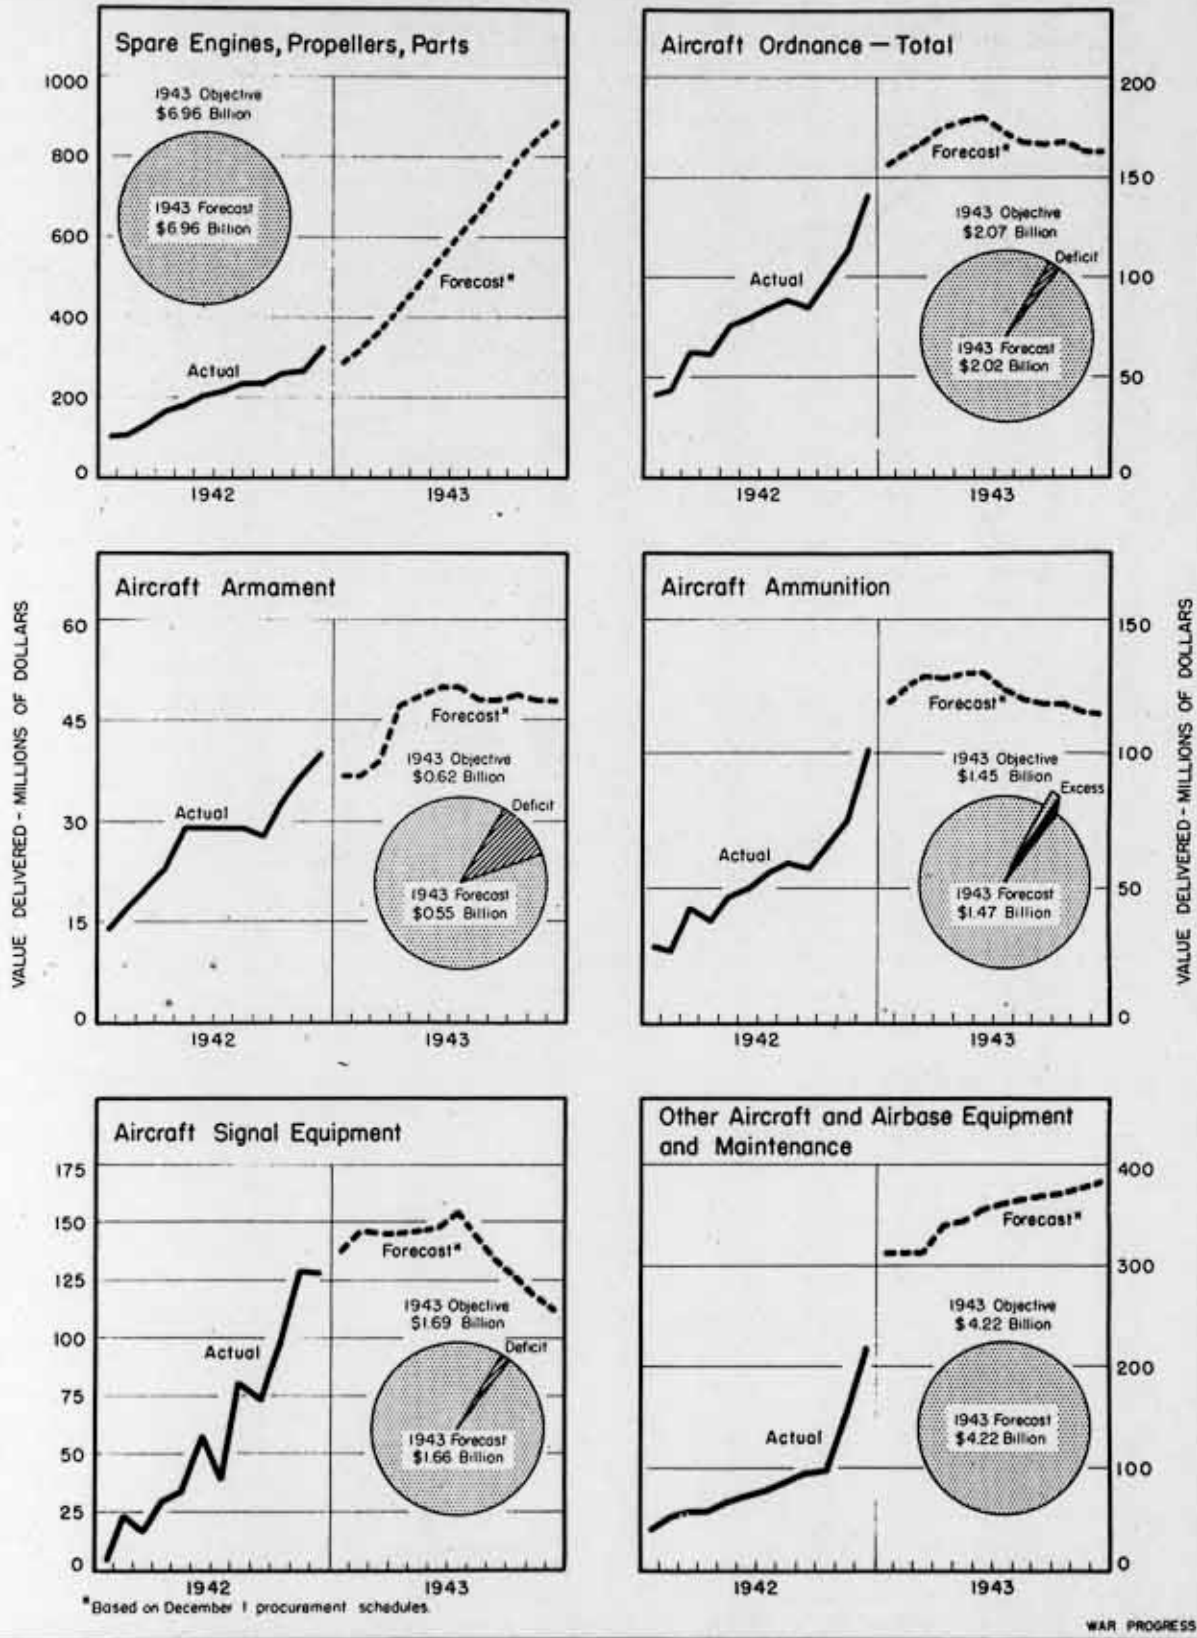 Spare Engines, Propellers, Parts
1000
800
600
400
200
0
1943 Objective
$6.96 Billion
1943 Forecast
$6.96 Billion
Forecast*
Actual
1942
1943
Aircraft Ordnance — Total
200
150
100
50
0
Forecast*
1943 Objective
$2.07 Billion
Deficit
Actual
1943 Forecast
$2.02 Billion
1942
1943
VALUE DELIVERED - MILLIONS OF DOLLARS
Aircraft Armament
60
45
30
15
0
Forecast*
1943 Objective
$0.62 Billion
Deficit
Actual
1943 Forecast
$0.55 Billion
1942
1943
Aircraft Ammunition
150
100
50
0
Forecast*
1943 Objective
$1.45 Billion
Excess
Actual
1943 Forecast
$1.47 Billion
1942
1943
VALUE DELIVERED - MILLIONS OF DOLLARS
Aircraft Signal Equipment
175
150
125
100
75
50
25
0
Forecast*
1943 Objective
$1.69 Billion
Deficit
Actual
1943 Forecast
$1.66 Billion
1942
1943
Other Aircraft and Airbase Equipment
and Maintenance
400
300
200
100
0
Forecast*
1943 Objective
$4.22 Billion
1943 Forecast
$4.22 Billion
Actual
1942
1943
*Based on December 1 procurement schedules.
WAR PROGRESS